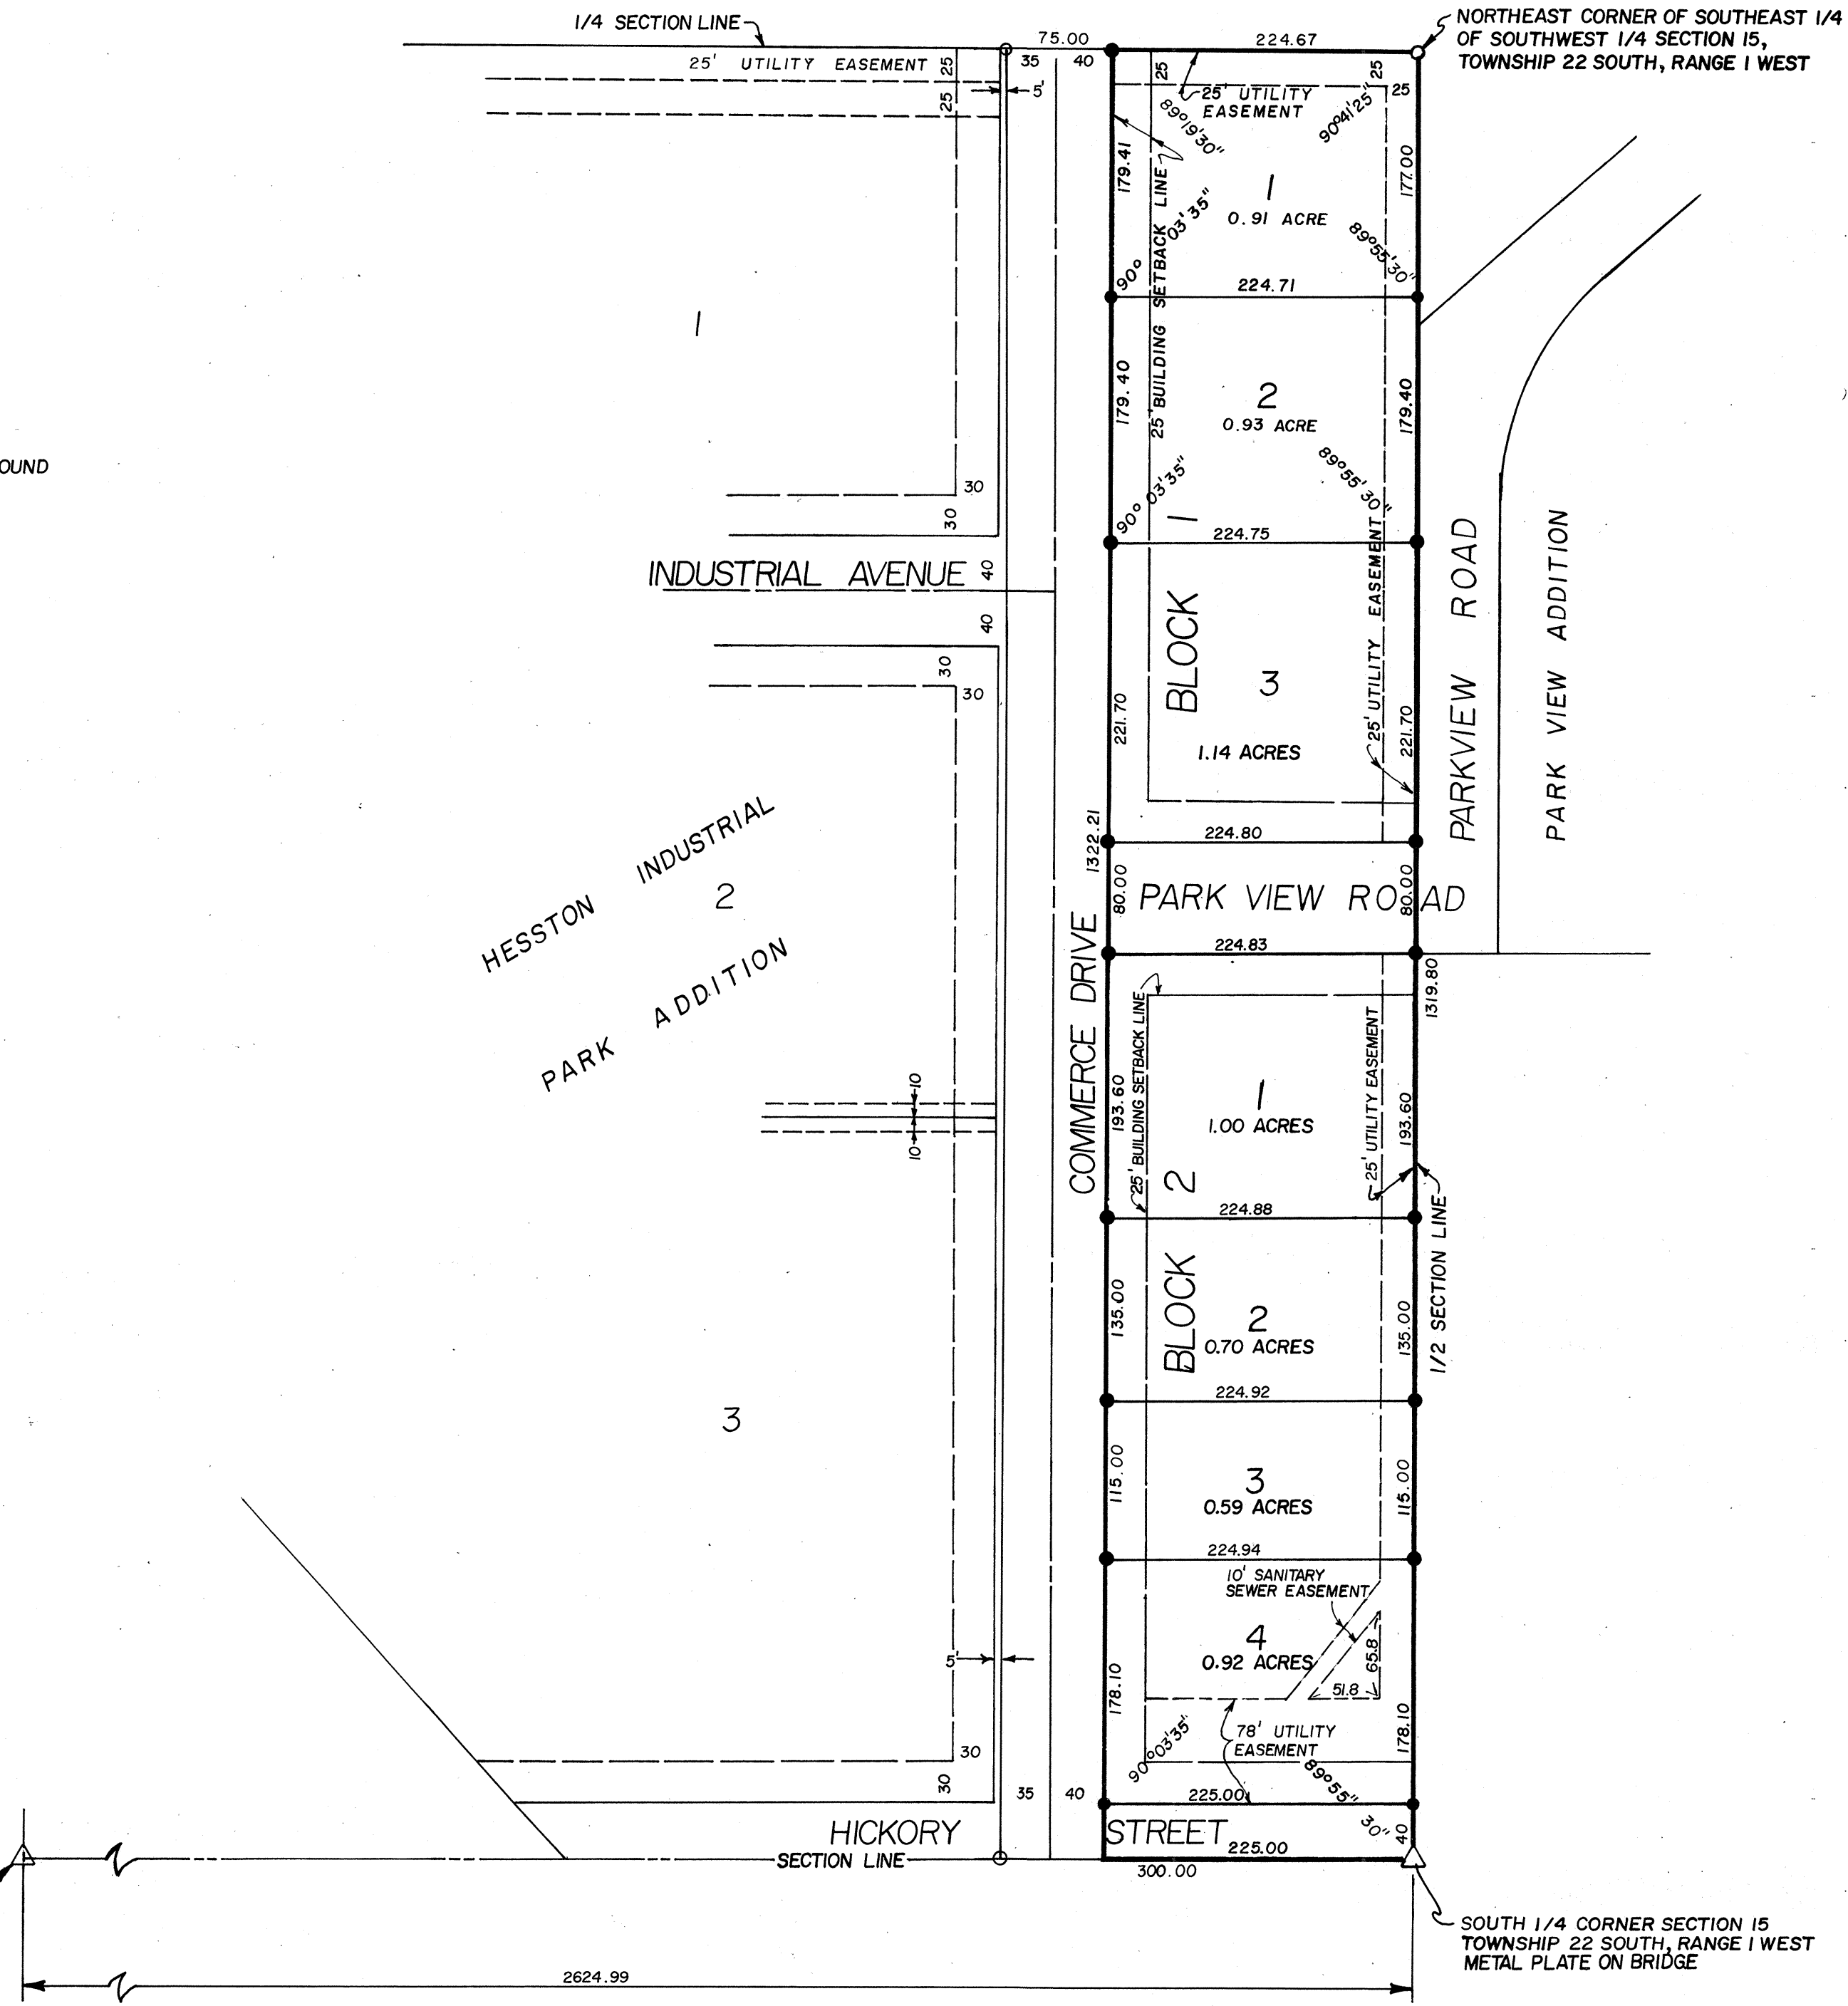 1/4 SECTION LINE
75.00
224.67
NORTHEAST CORNER OF SOUTHEAST 1/4
OF SOUTHWEST 1/4 SECTION 15,
TOWNSHIP 22 SOUTH, RANGE 1 WEST
25' UTILITY EASEMENT
25
25
35
40
5'
25
25
25
25' UTILITY
EASEMENT
89°19'30"
90°41'25"
179.41
177.00
1
0.91 ACRE
90° 03'35"
89°55'30"
25' BUILDING SETBACK LINE
224.71
1
179.40
179.40
2
0.93 ACRE
90° 03'35"
89°55'30"
OUND
30
30
224.75
INDUSTRIAL AVENUE
40
40
30
30
BLOCK 1
3
1.14 ACRES
221.70
221.70
25' UTILITY EASEMENT
PARKVIEW ROAD
PARK VIEW ADDITION
HESSTON INDUSTRIAL
2
PARK ADDITION
1322.21
224.80
80.00
PARK VIEW ROAD
80.00
224.83
1319.80
COMMERCE DRIVE
25' BUILDING SETBACK LINE
25' UTILITY EASEMENT
193.60
193.60
1
1.00 ACRES
10
10
224.88
1/2 SECTION LINE
BLOCK 2
135.00
135.00
2
0.70 ACRES
224.92
3
115.00
115.00
3
0.59 ACRES
224.94
10' SANITARY
SEWER EASEMENT
4
0.92 ACRES
65.8
51.8
5'
178.10
178.10
78' UTILITY
EASEMENT
90°03'35"
89°55"
30"
30
30
35
40
225.00
40
HICKORY STREET
SECTION LINE
225.00
300.00
SOUTH 1/4 CORNER SECTION 15
TOWNSHIP 22 SOUTH, RANGE 1 WEST
METAL PLATE ON BRIDGE
2624.99